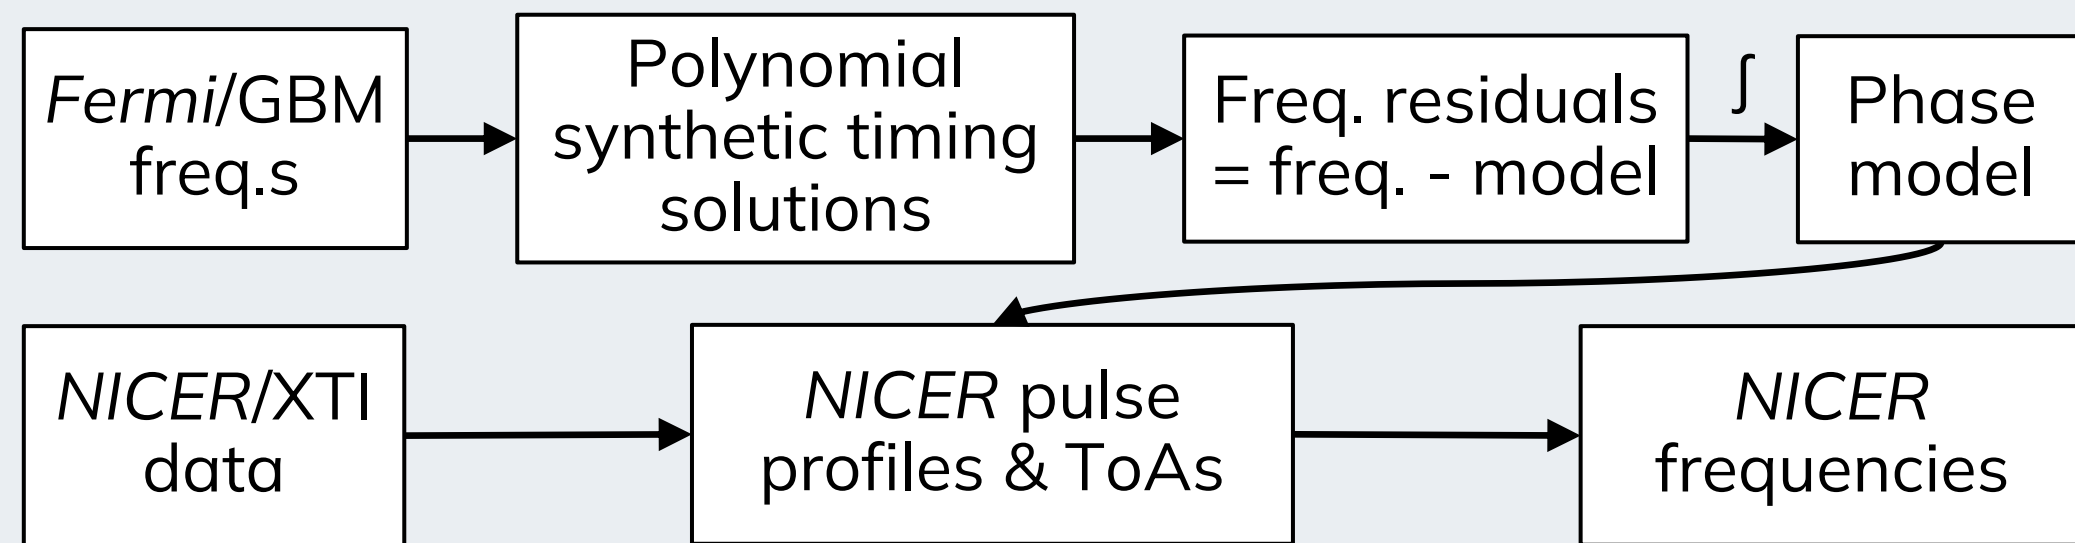 Fermi/GBM
freq.s
Polynomial
synthetic timing
solutions
Freq. residuals
= freq. - model
∫
Phase
model
NICER/XTI
data
NICER pulse
profiles & ToAs
NICER
frequencies